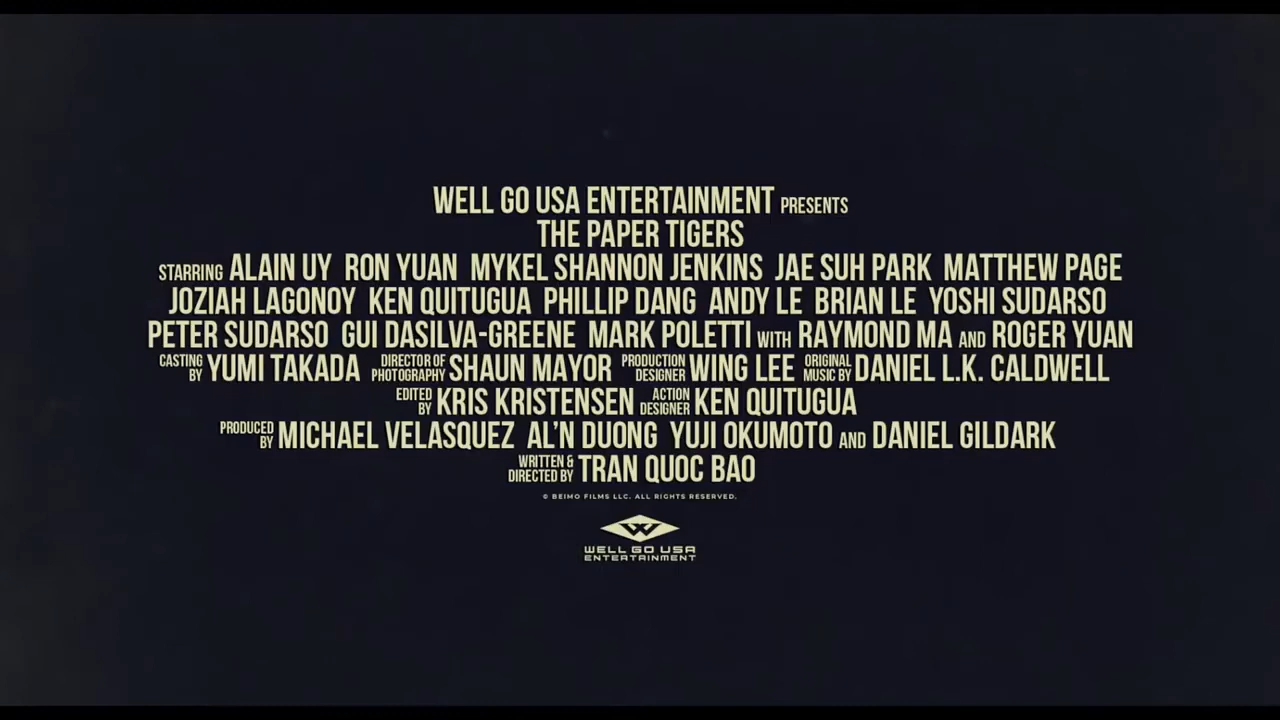 WELL GO USA ENTERTAINMENT PRESENTS
THE PAPER TIGERS
STARRING ALAIN UY RON YUAN MYKEL SHANNON JENKINS JAE SUH PARK MATTHEW PAGE
JOZIAH LAGONOY KEN QUITUGUA PHILLIP DANG ANDY LE BRIAN LE YOSHI SUDARSO
PETER SUDARSO GUI DASILVA-GREENE MARK POLETTI WITH RAYMOND MA AND ROGER YUAN
CASTING BY YUMI TAKADA DIRECTOR OF PHOTOGRAPHY SHAUN MAYOR PRODUCTION DESIGNER WING LEE ORIGINAL MUSIC BY DANIEL L.K. CALDWELL
EDITED BY KRIS KRISTENSEN ACTION DESIGNER KEN QUITUGUA
PRODUCED BY MICHAEL VELASQUEZ AL'N DUONG YUJI OKUMOTO AND DANIEL GILDARK
WRITTEN & DIRECTED BY TRAN QUOC BAO
© BEIMO FILMS LLC. ALL RIGHTS RESERVED.
WELL GO USA
ENTERTAINMENT